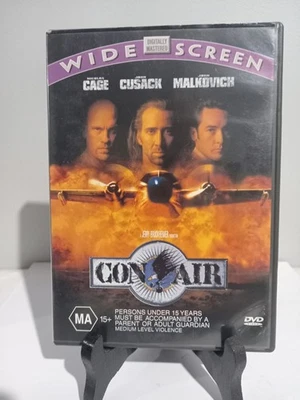 DIGITALLY
MASTERED
WIDE SCREEN
CAGE CUSACK MALKOVICH
CON AIR
MA 15+
PERSONS UNDER 15 YEARS
MUST BE ACCOMPANIED BY A
PARENT OR ADULT GUARDIAN
MEDIUM LEVEL VIOLENCE
DVD